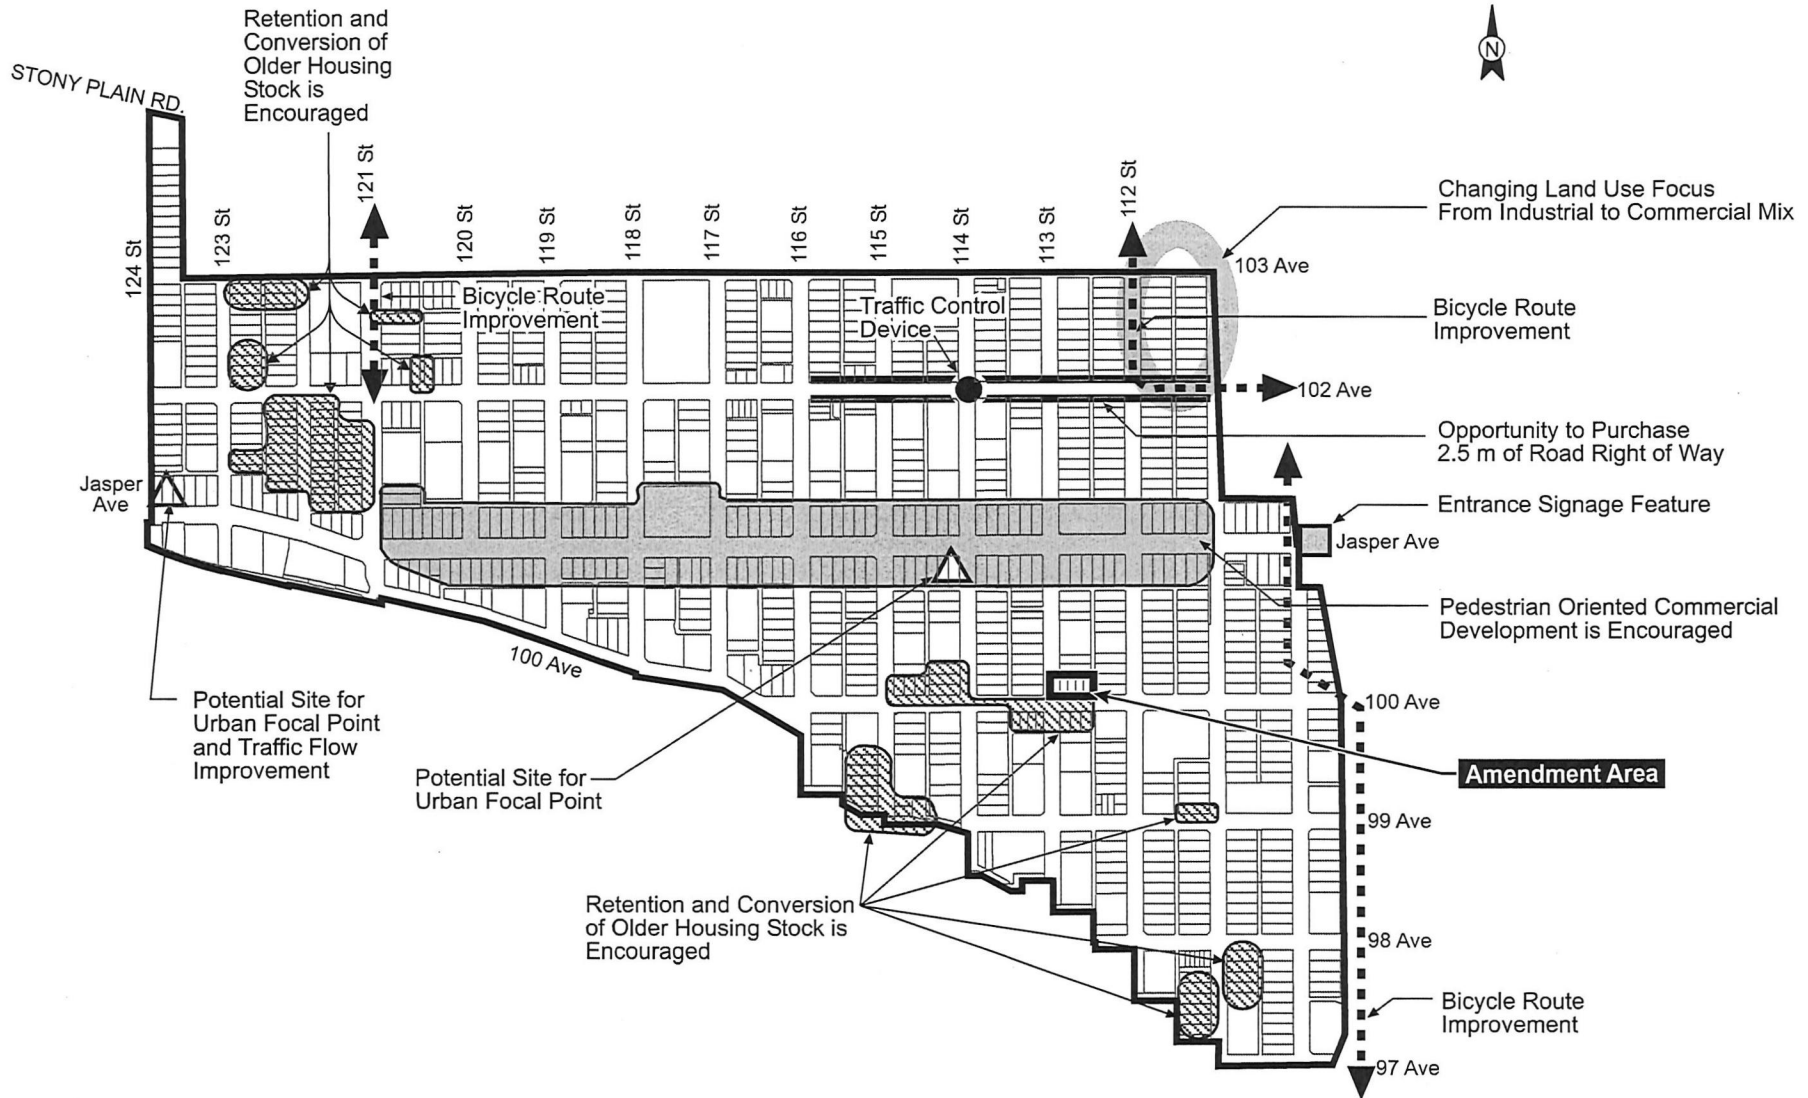 Retention and
Conversion of
Older Housing
Stock is
Encouraged
N
STONY PLAIN RD.
124 St
123 St
121 St
120 St
119 St
118 St
117 St
116 St
115 St
114 St
113 St
112 St
Changing Land Use Focus
From Industrial to Commercial Mix
103 Ave
Bicycle Route
Improvement
Traffic Control
Device
Bicycle Route
Improvement
102 Ave
Opportunity to Purchase
2.5 m of Road Right of Way
Jasper
Ave
Entrance Signage Feature
Jasper Ave
Pedestrian Oriented Commercial
Development is Encouraged
100 Ave
Potential Site for
Urban Focal Point
and Traffic Flow
Improvement
100 Ave
Potential Site for
Urban Focal Point
Amendment Area
99 Ave
Retention and Conversion
of Older Housing Stock is
Encouraged
98 Ave
Bicycle Route
Improvement
97 Ave